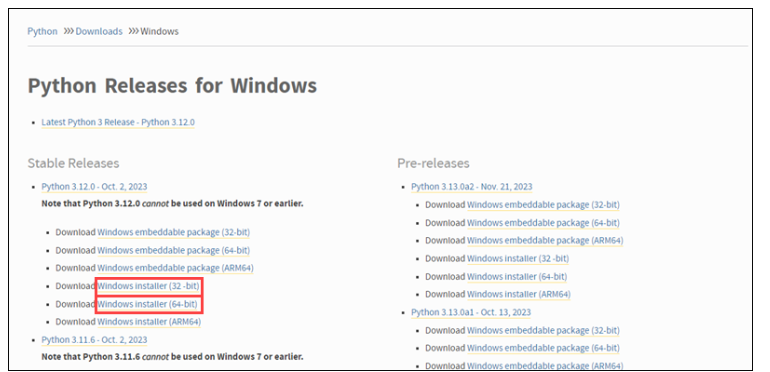 Python >>> Downloads >>> Windows
Python Releases for Windows
Latest Python 3 Release - Python 3.12.0
Stable Releases
Python 3.12.0 - Oct. 2, 2023
Note that Python 3.12.0 cannot be used on Windows 7 or earlier.
Download Windows embeddable package (32-bit)
Download Windows embeddable package (64-bit)
Download Windows embeddable package (ARM64)
Download Windows installer (32 -bit)
Download Windows installer (64-bit)
Download Windows installer (ARM64)
Python 3.11.6 - Oct. 2, 2023
Note that Python 3.11.6 cannot be used on Windows 7 or earlier.
Pre-releases
Python 3.13.0a2 - Nov. 21, 2023
Download Windows embeddable package (32-bit)
Download Windows embeddable package (64-bit)
Download Windows embeddable package (ARM64)
Download Windows installer (32 -bit)
Download Windows installer (64-bit)
Download Windows installer (ARM64)
Python 3.13.0a1 - Oct. 13, 2023
Download Windows embeddable package (32-bit)
Download Windows embeddable package (64-bit)
Download Windows embeddable package (ARM64)